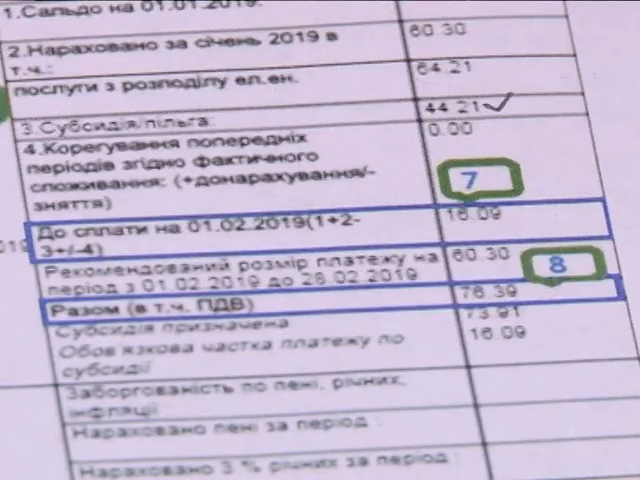 1.Сальдо на 01.01.2019:
2.Нараховано за січень 2019 в 60.30
т.ч.:
послуги з розподілу ел.ен. 64.21
3.Субсидія/пільга: 44.21
4.Корегування попередніх 0.00
періодів згідно фактичного
споживання: (+донарахування/-
зняття)
7
До сплати на 01.02.2019(1+2- 16.09
3+/-4)
Рекомендований розмір платежу на 60.30
період з 01.02.2019 до 28.02.2019
8
Разом (в т.ч. ПДВ) 76.39
Субсидія призначена 73.91
Обов'язкова частка платежу по 16.09
субсидії
Заборгованість по пені, річних,
інфляції
Нараховано пені за період :
Нараховано 3 % річних за період :